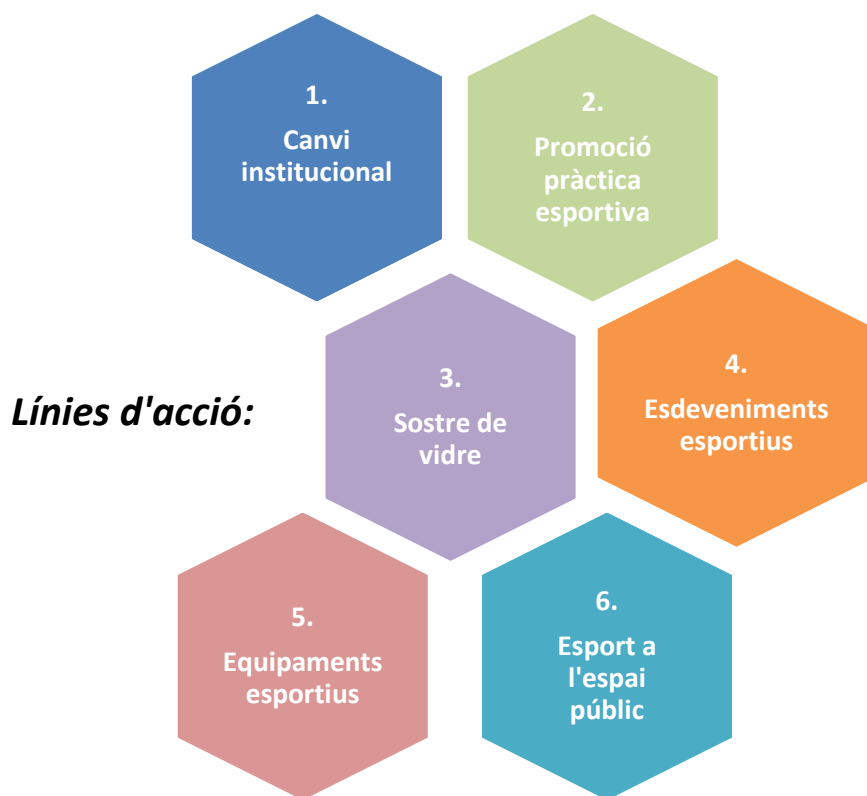 1.
Canvi
institucional
2.
Promoció
pràctica
esportiva
Línies d'acció:
3.
Sostre de
vidre
4.
Esdeveniments
esportius
5.
Equipaments
esportius
6.
Esport a
l'espai
públic